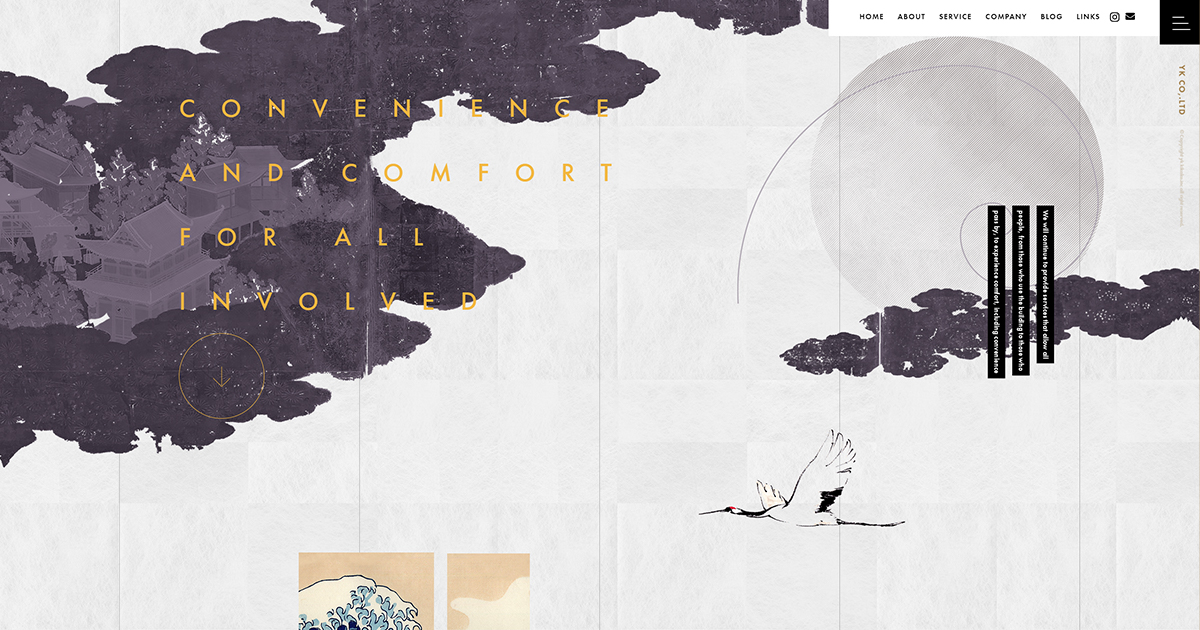 HOME ABOUT SERVICE COMPANY BLOG LINKS
CONVENIENCE
AND COMFORT
FOR ALL
INVOLVED
YK CO,.LTD
We will continue to provide services that allow all
people, from those who use the building to those who
pass by, to experience comfort, including convenience